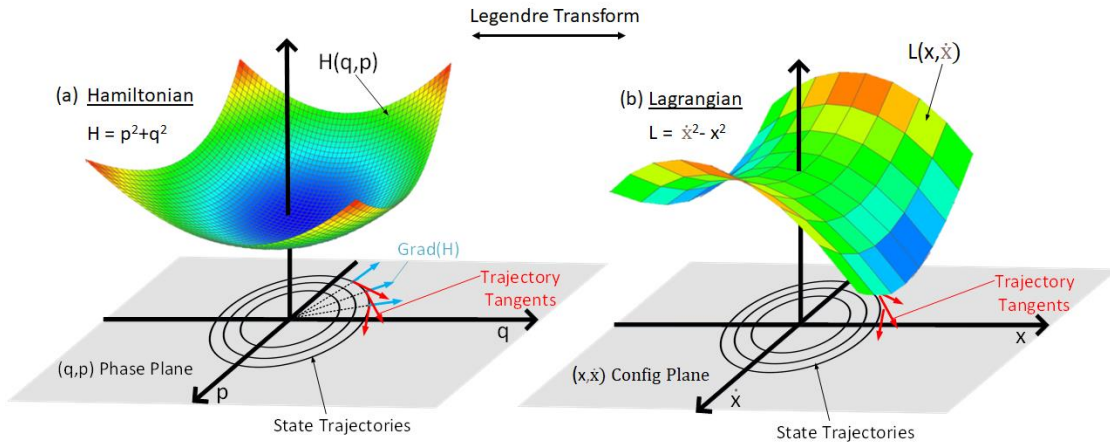 Legendre Transform
H(q,p)
(a) Hamiltonian
H = p²+q²
Grad(H)
Trajectory
Tangents
q
(q,p) Phase Plane
p
State Trajectories
L(x,ẋ)
(b) Lagrangian
L = ẋ²- x²
Trajectory
Tangents
x
(x,ẋ) Config Plane
ẋ
State Trajectories